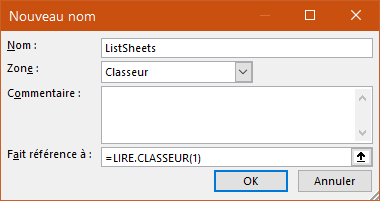 Nouveau nom
Nom : ListSheets
Zone : Classeur
Commentaire :
Fait référence à : =LIRE.CLASSEUR(1)
OK Annuler